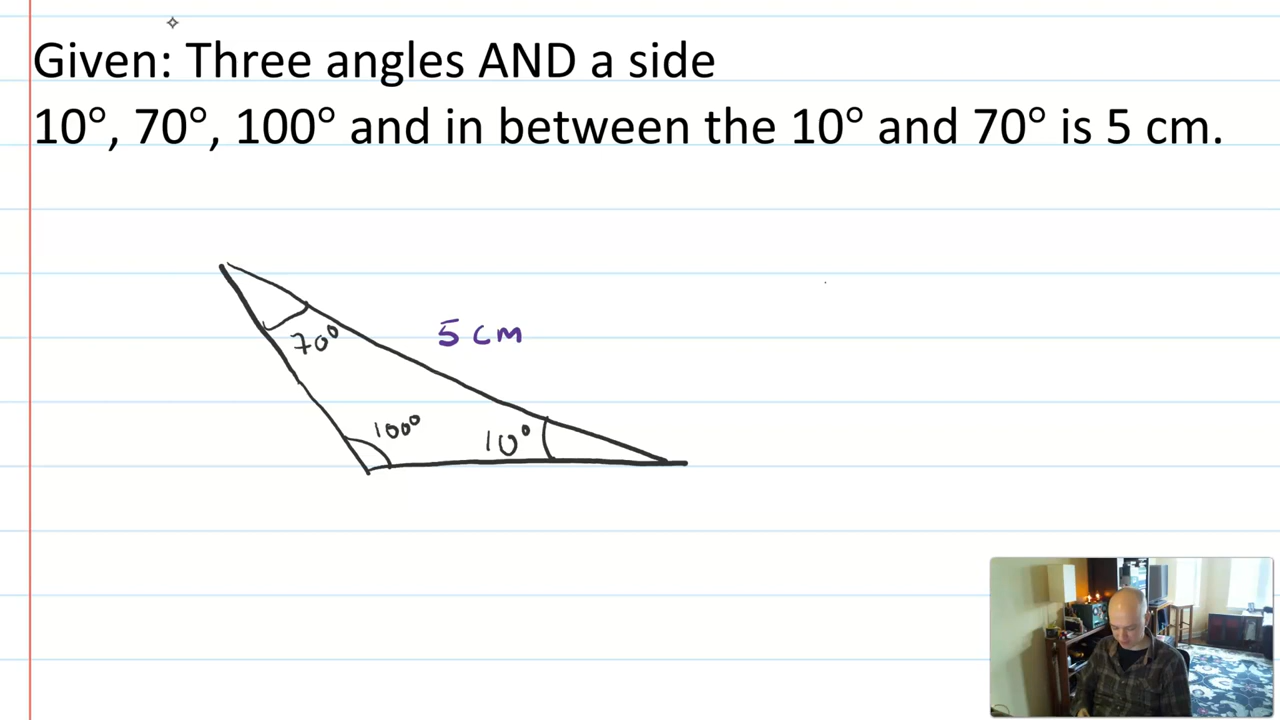 Given: Three angles AND a side
10°, 70°, 100° and in between the 10° and 70° is 5 cm.
5 cm
70°
100°
10°